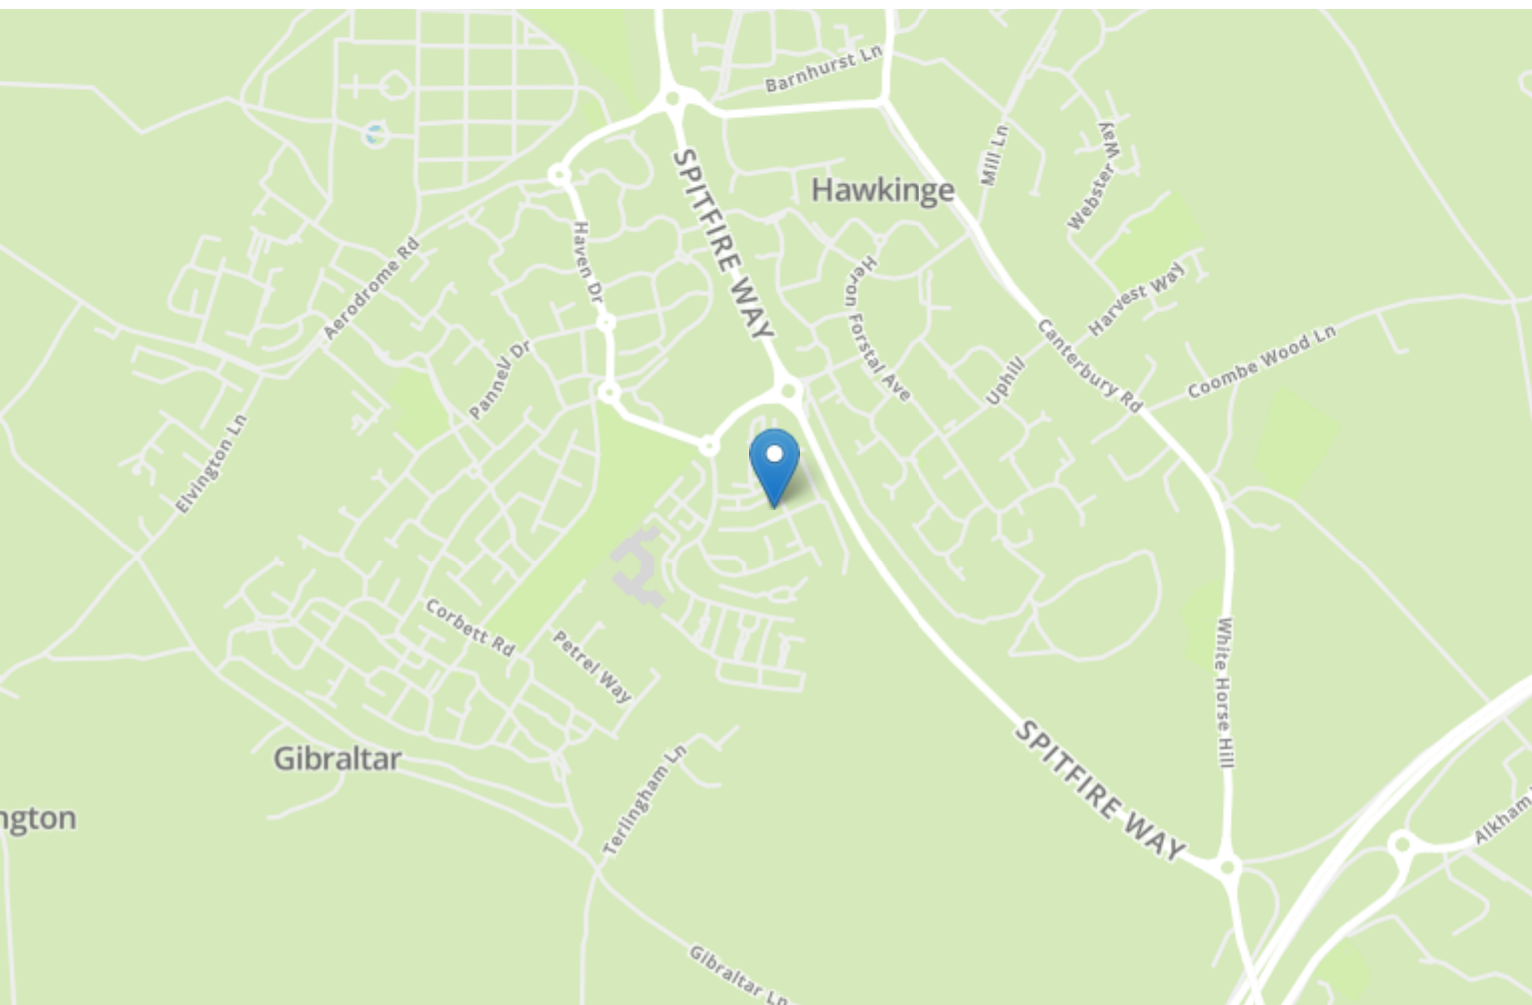 Barnhurst Ln
SPITFIRE WAY
Hawkinge
Mill Ln
Webster Way
Haven Dr
Aerodrome Rd
Heron Forstal Ave
Harvest Way
Canterbury Rd
Coombe Wood Ln
Pannell Dr
Uphill
Elvington Ln
Corbett Rd
Petrel Way
White Horse Hill
Gibraltar
SPITFIRE WAY
Terlingham Ln
ngton
Alkham
Gibraltar Ln